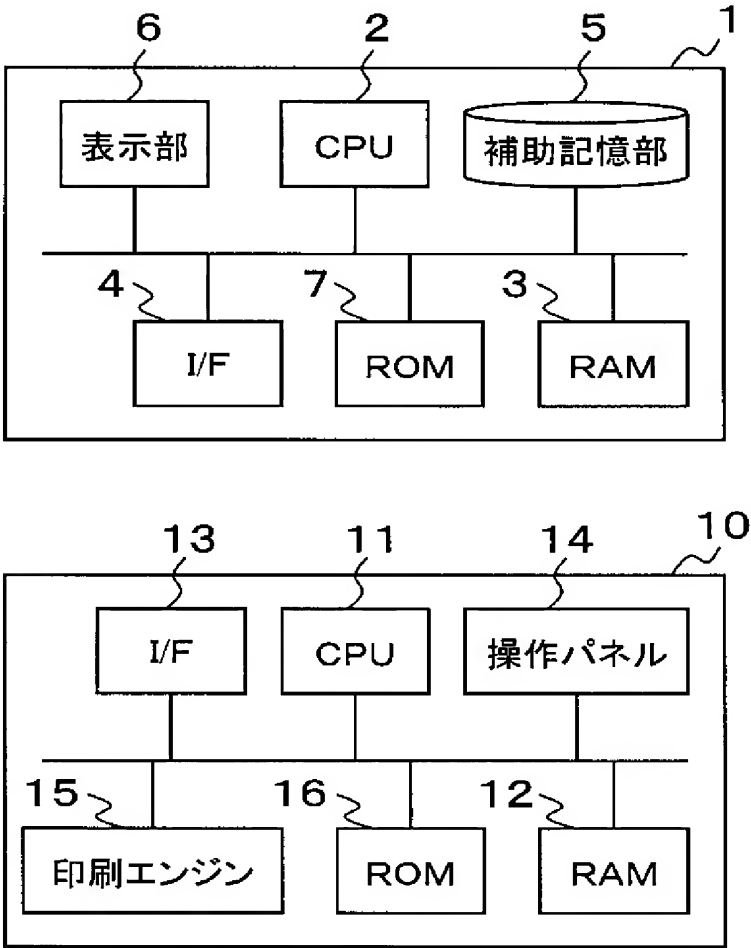 6 2 5 1
表示部 CPU 補助記憶部
4 7 3
I/F ROM RAM
13 11 14 10
I/F CPU 操作パネル
15 16 12
印刷エンジン ROM RAM